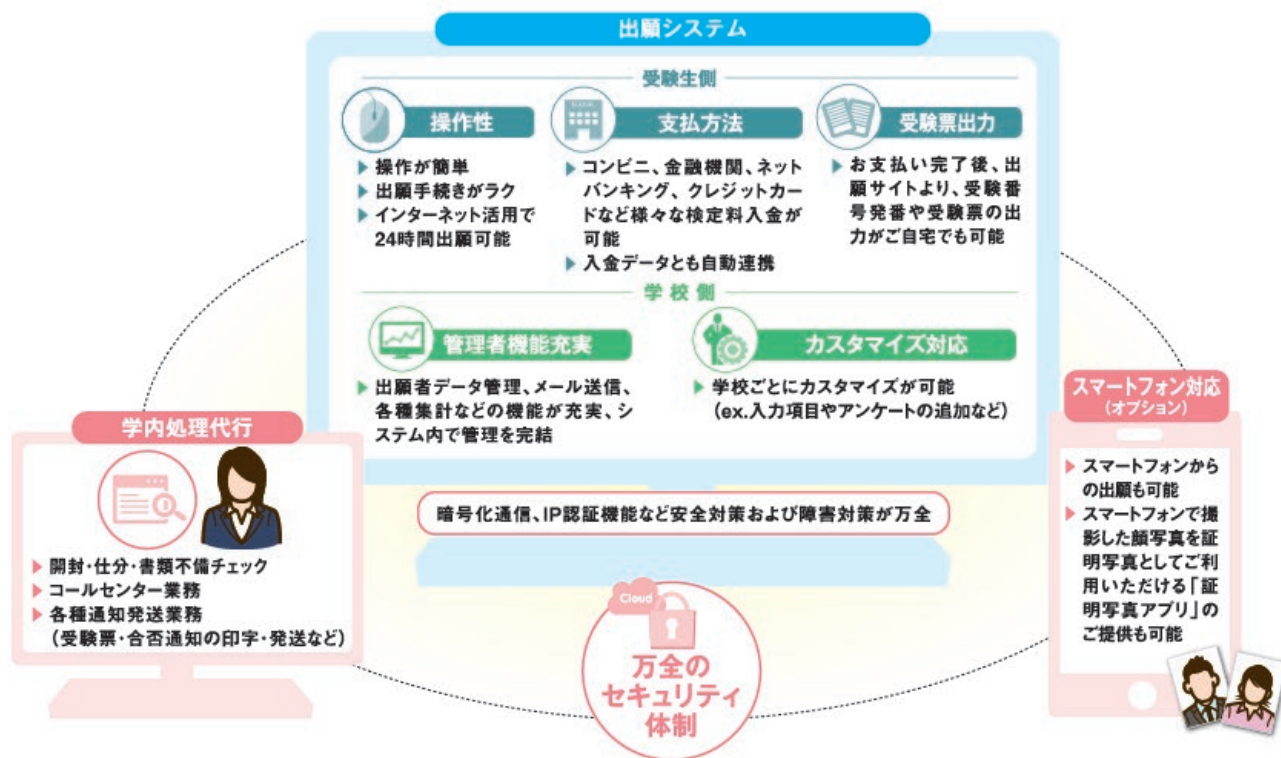 出願システム
受験生側
操作性
▶ 操作が簡単
▶ 出願手続きがラク
▶ インターネット活用で
24時間出願可能
支払方法
▶ コンビニ、金融機関、ネット
バンキング、クレジットカー
ドなど様々な検定料入金が
可能
▶ 入金データとも自動連携
受験票出力
▶ お支払い完了後、出
願サイトより、受験番
号発番や受験票の出
力がご自宅でも可能
学校側
管理者機能充実
▶ 出願者データ管理、メール送信、
各種集計などの機能が充実、シ
ステム内で管理を完結
カスタマイズ対応
▶ 学校ごとにカスタマイズが可能
(ex.入力項目やアンケートの追加など)
暗号化通信、IP認証機能など安全対策および障害対策が万全
学内処理代行
▶ 開封・仕分・書類不備チェック
▶ コールセンター業務
▶ 各種通知発送業務
(受験票・合否通知の印字・発送など)
Cloud
万全の
セキュリティ
体制
スマートフォン対応
(オプション)
▶ スマートフォンから
の出願も可能
▶ スマートフォンで撮
影した顔写真を証
明写真としてご利
用いただける「証
明写真アプリ」の
ご提供も可能